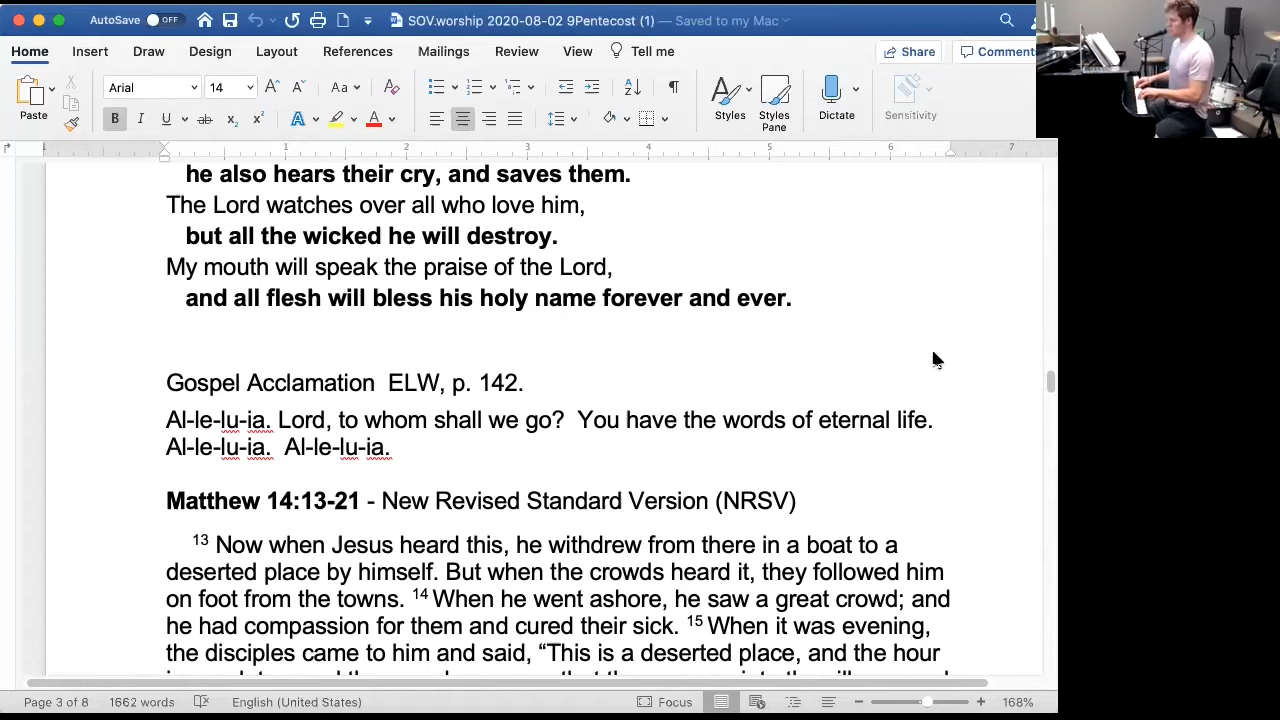 AutoSave OFF SOV.worship 2020-08-02 9Pentecost (1) — Saved to my Mac
Home Insert Draw Design Layout References Mailings Review View Tell me Share Comment
Arial 14 Aa
Paste Styles Styles Pane Dictate Sensitivity
1 1 2 3 4 5 6 7
he also hears their cry, and saves them.
The Lord watches over all who love him,
but all the wicked he will destroy.
My mouth will speak the praise of the Lord,
and all flesh will bless his holy name forever and ever.
Gospel Acclamation ELW, p. 142.
Al-le-lu-ia. Lord, to whom shall we go? You have the words of eternal life.
Al-le-lu-ia. Al-le-lu-ia.
Matthew 14:13-21 - New Revised Standard Version (NRSV)
13 Now when Jesus heard this, he withdrew from there in a boat to a
deserted place by himself. But when the crowds heard it, they followed him
on foot from the towns. 14 When he went ashore, he saw a great crowd; and
he had compassion for them and cured their sick. 15 When it was evening,
the disciples came to him and said, “This is a deserted place, and the hour
Page 3 of 8 1662 words English (United States) Focus 168%